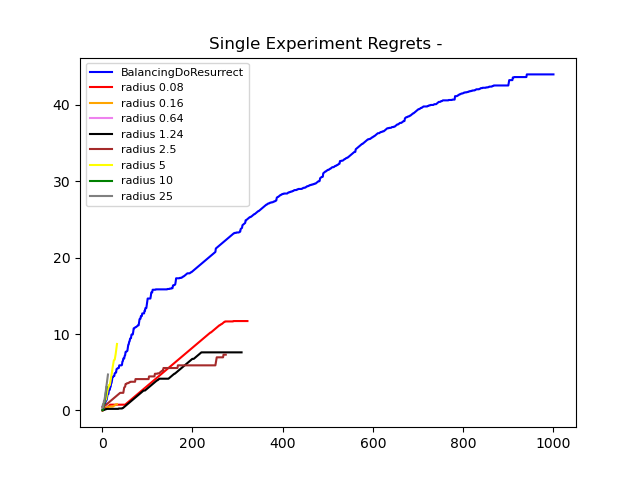 Single Experiment Regrets -
BalancingDoResurrect
radius 0.08
radius 0.16
radius 0.64
radius 1.24
radius 2.5
radius 5
radius 10
radius 25
40
30
20
10
0
0 200 400 600 800 1000